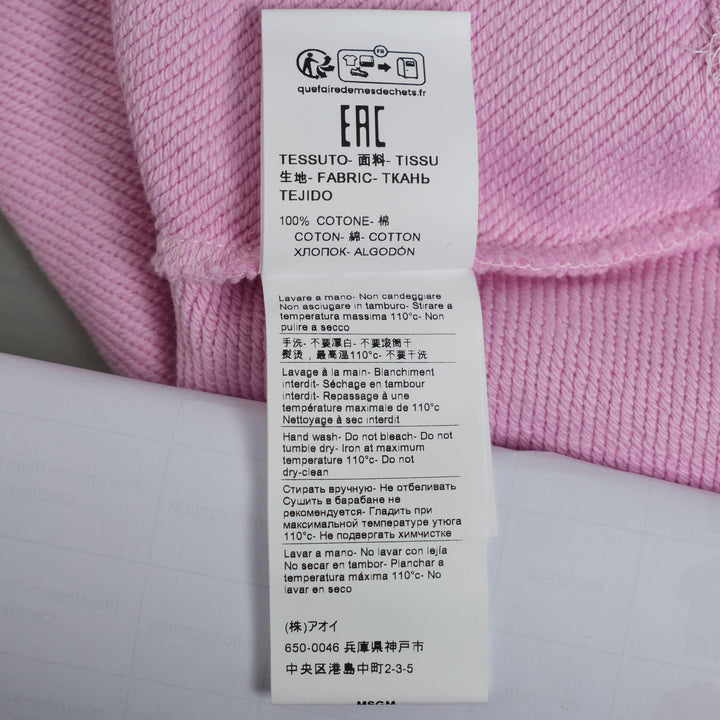 FR
quefairedemesdechets.fr
EAC
TESSUTO- 面料- TISSU
生地- FABRIC- ТКАНЬ
TEJIDO
100% COTONE- 棉
COTON- 綿- COTTON
ХЛОПОК- ALGODÓN
Lavare a mano- Non candeggiare
Non asciugare in tamburo- Stirare a
temperatura massima 110°c- Non
pulire a secco
手洗- 不要漂白- 不要滚筒干
熨烫，最高温110°c- 不要干洗
Lavage à la main- Blanchiment
interdit- Séchage en tambour
interdit- Repassage à une
température maximale de 110°c
Nettoyage à sec interdit
Hand wash- Do not bleach- Do not
tumble dry- Iron at maximum
temperature 110°c- Do not
dry-clean
Стирать вручную- Не отбеливать
Сушить в барабане не
рекомендуется- Гладить при
максимальной температуре утюга
110°c- Не подвергать химчистке
Lavar a mano- No lavar con lejía
No secar en tambor- Planchar a
temperatura máxima 110°c- No
lavar en seco
(株)アオイ
650-0046 兵庫県神戸市
中央区港島中町2-3-5
MSGM